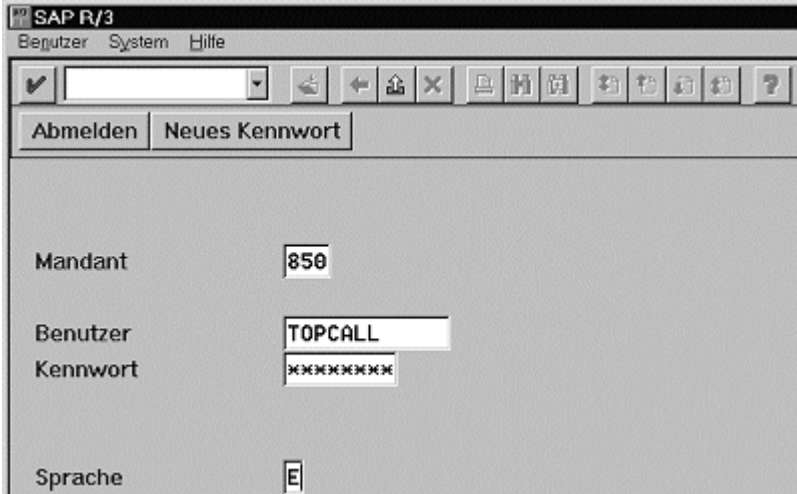 SAP R/3
Benutzer System Hilfe
Abmelden Neues Kennwort
Mandant 850
Benutzer TOPCALL
Kennwort ********
Sprache E